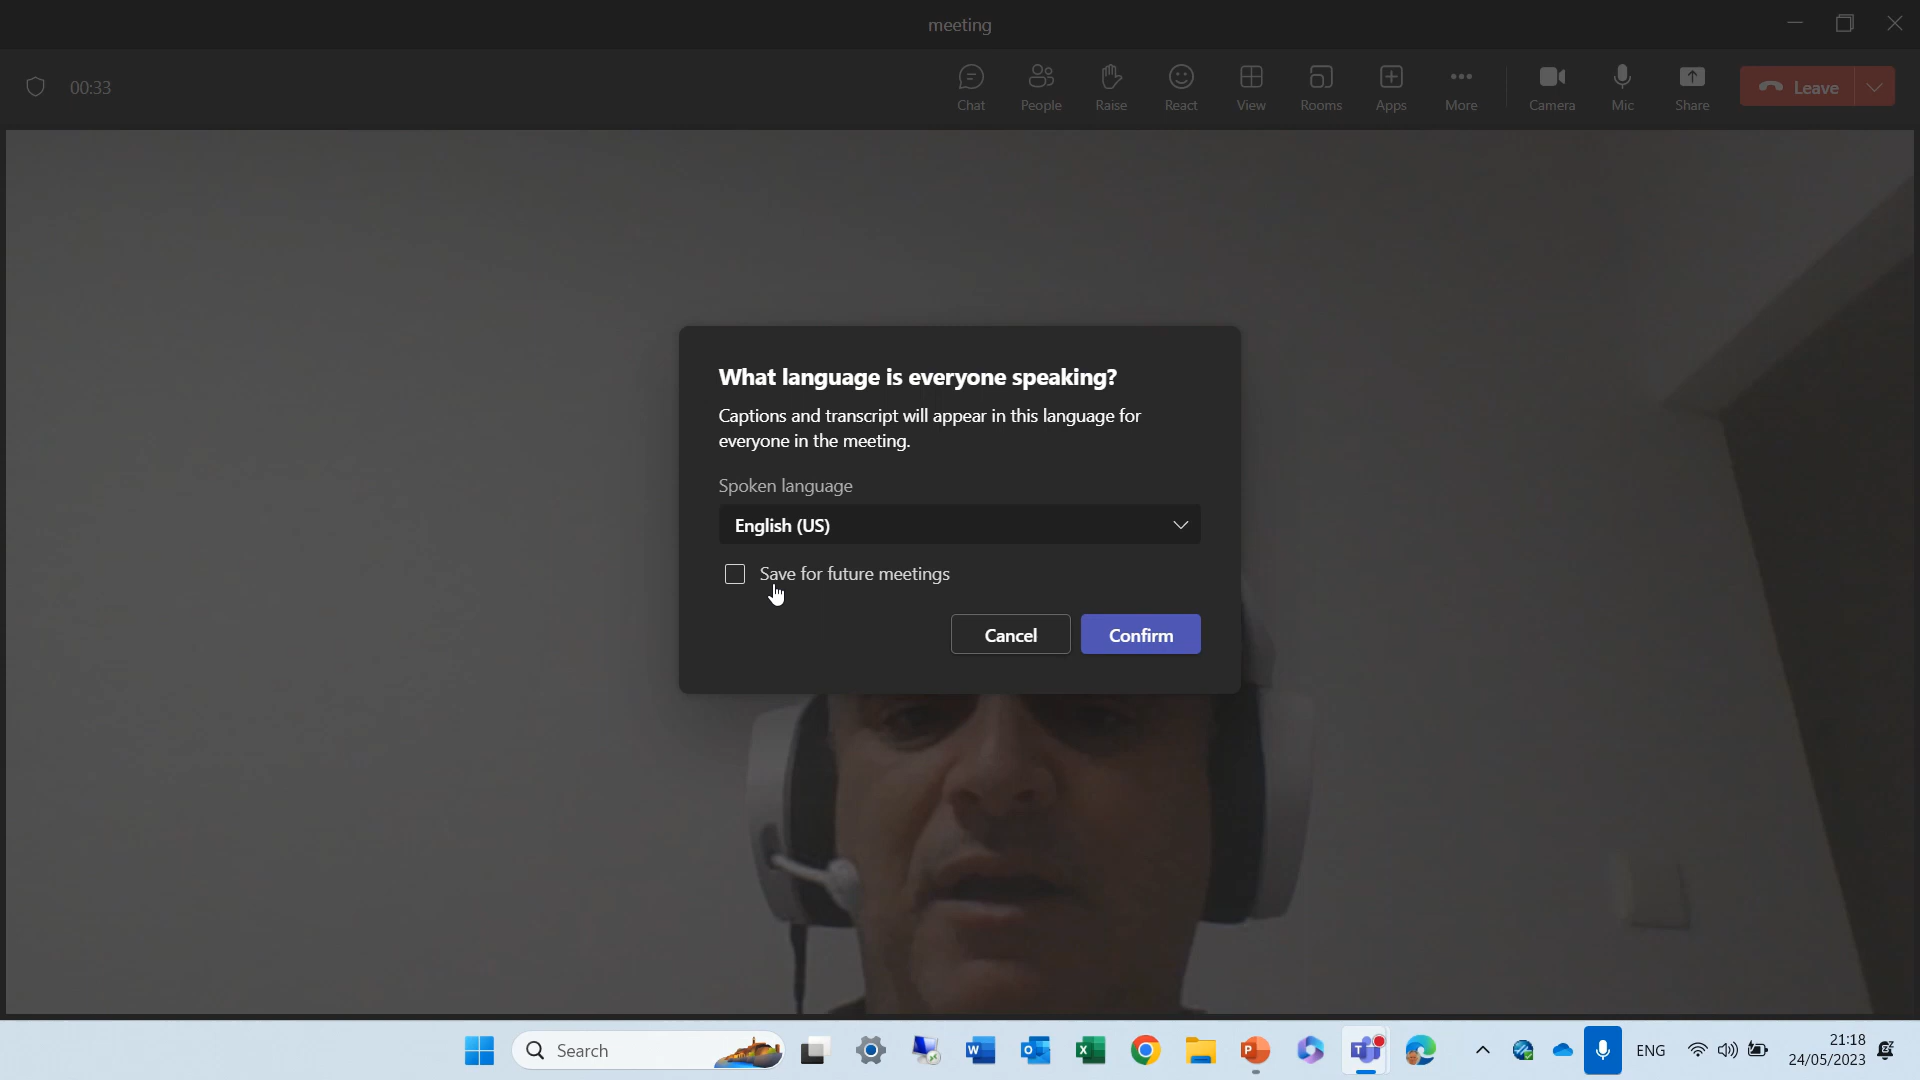 meeting
00:33
Chat
People
Raise
React
View
Rooms
Apps
More
Camera
Mic
Share
Leave
What language is everyone speaking?
Captions and transcript will appear in this language for
everyone in the meeting.
Spoken language
English (US)
Save for future meetings
Cancel
Confirm
Search
ENG
21:18
24/05/2023